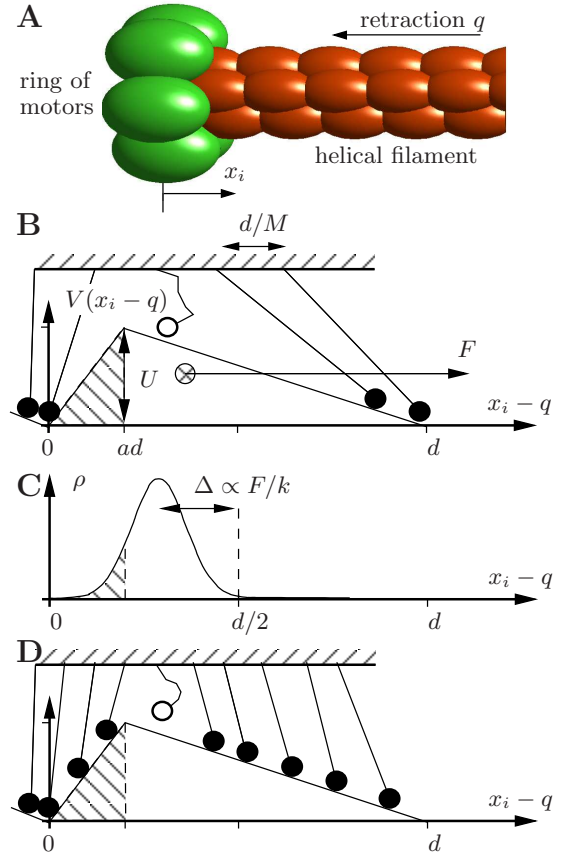 A
retraction q
ring of
motors
helical filament
x_i
B
d/M
V(x_i − q)
U
F
x_i − q
0
ad
d
C
ρ
Δ ∝ F/k
x_i − q
0
d/2
d
D
x_i − q
0
d